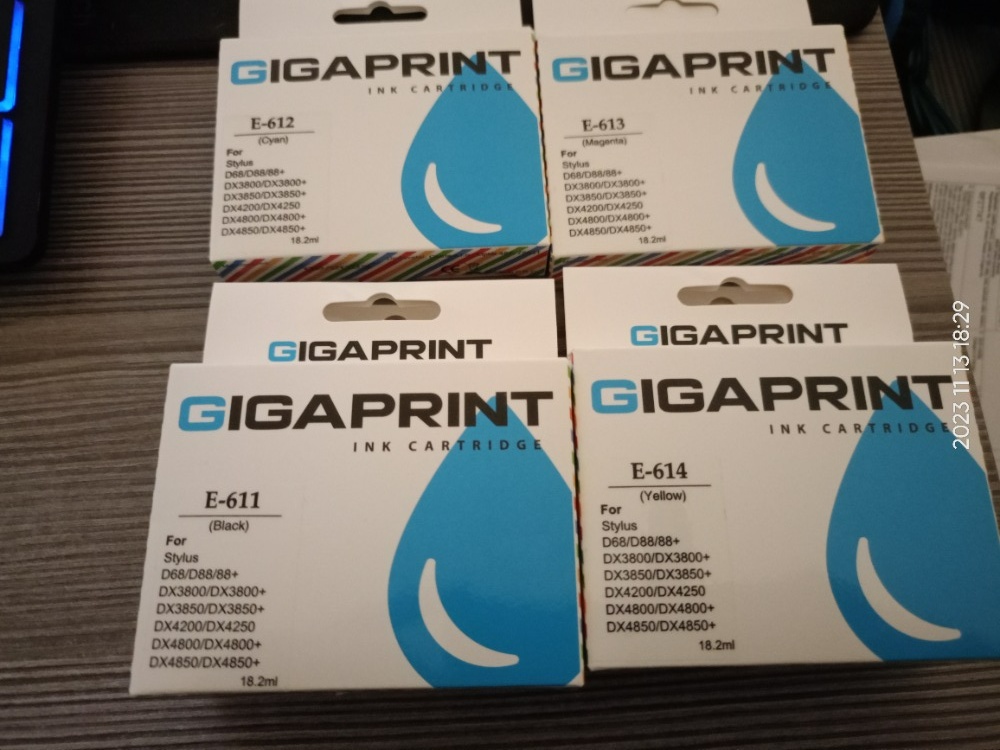 GIGAPRINT
INK CARTRIDGE
E-612
(Cyan)
For
Stylus
D68/D88/88+
DX3800/DX3800+
DX3850/DX3850+
DX4200/DX4250
DX4800/DX4800+
DX4850/DX4850+
18.2ml
GIGAPRINT
INK CARTRIDGE
E-613
(Magenta)
For
Stylus
D68/D88/88+
DX3800/DX3800+
DX3850/DX3850+
DX4200/DX4250
DX4800/DX4800+
DX4850/DX4850+
18.2ml
GIGAPRINT
GIGAPRINT
INK CARTRIDGE
E-611
(Black)
For
Stylus
D68/D88/88+
DX3800/DX3800+
DX3850/DX3850+
DX4200/DX4250
DX4800/DX4800+
DX4850/DX4850+
18.2ml
GIGAPRINT
GIGAPRINT
INK CARTRIDGE
E-614
(Yellow)
For
Stylus
D68/D88/88+
DX3800/DX3800+
DX3850/DX3850+
DX4200/DX4250
DX4800/DX4800+
DX4850/DX4850+
18.2ml
2023 11 13 18:29